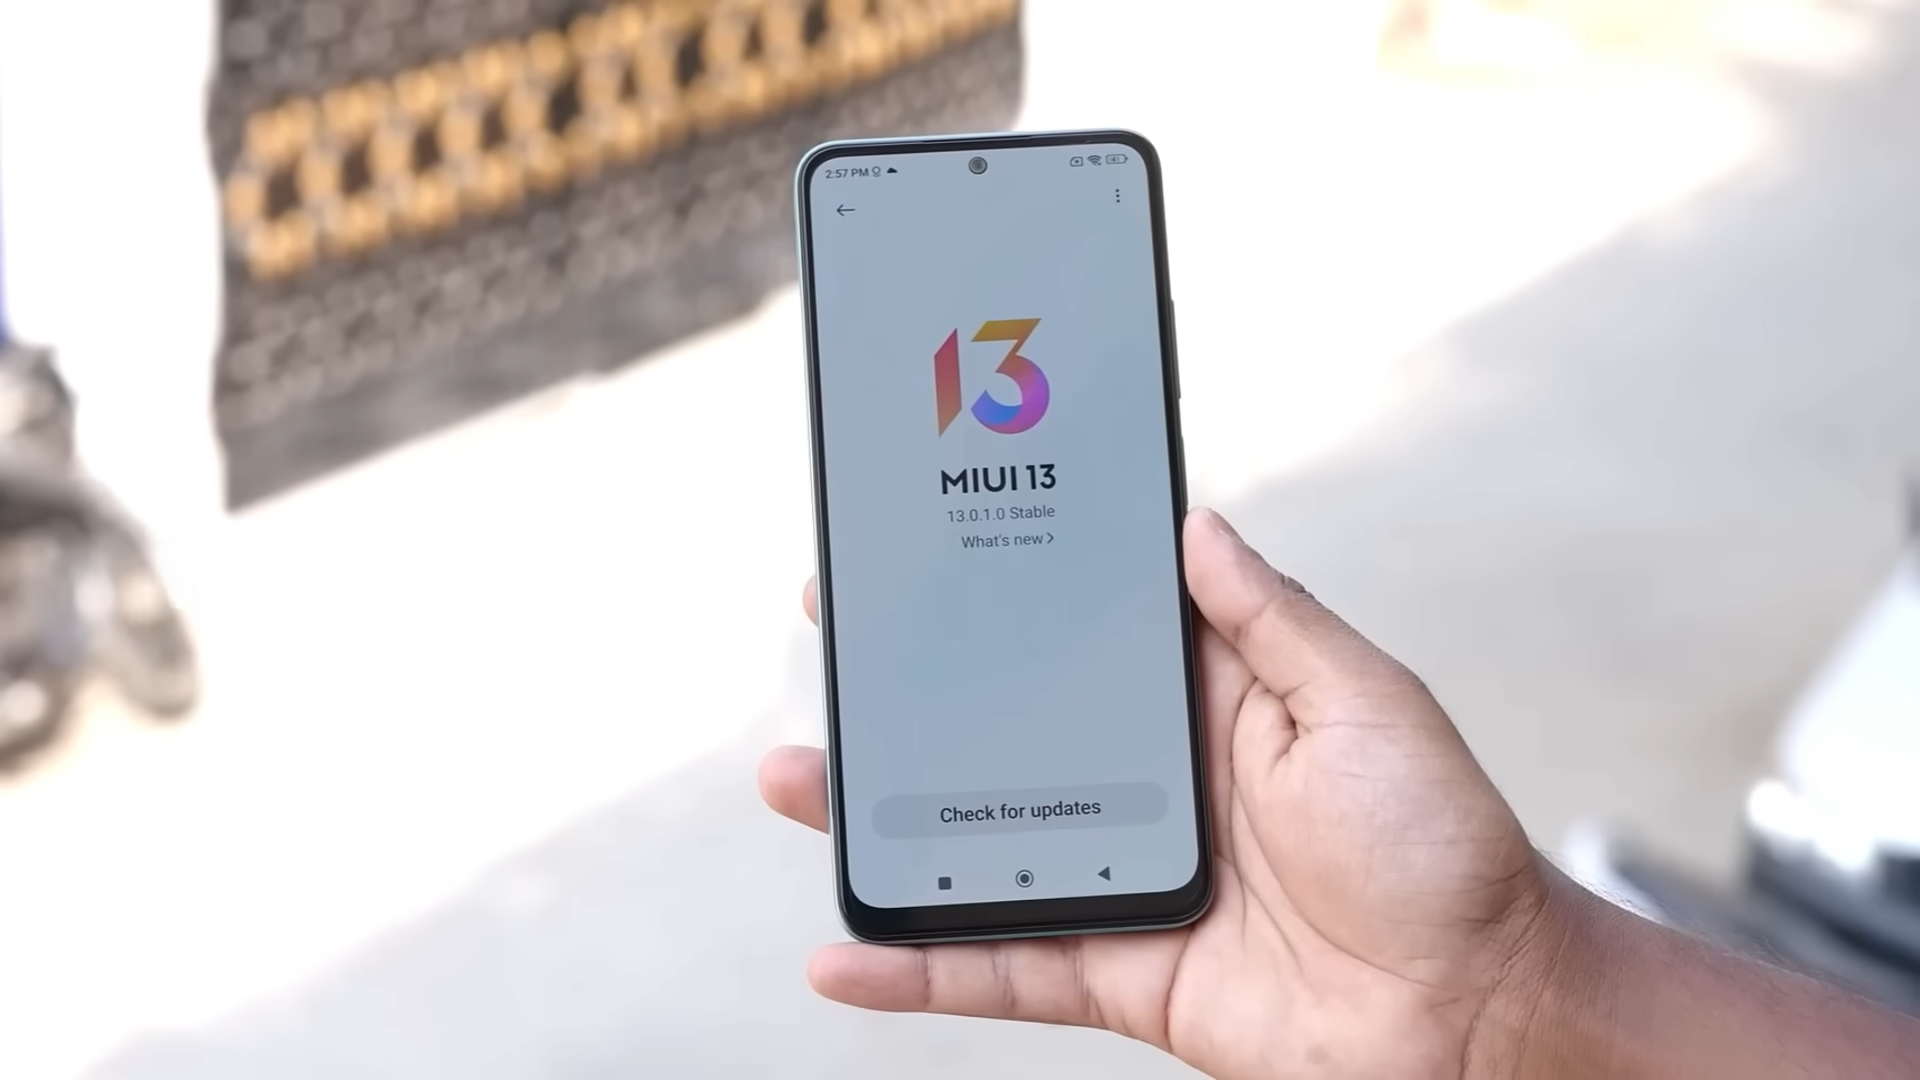 2:57 PM
13
MIUI 13
13.0.1.0 Stable
What's new >
Check for updates